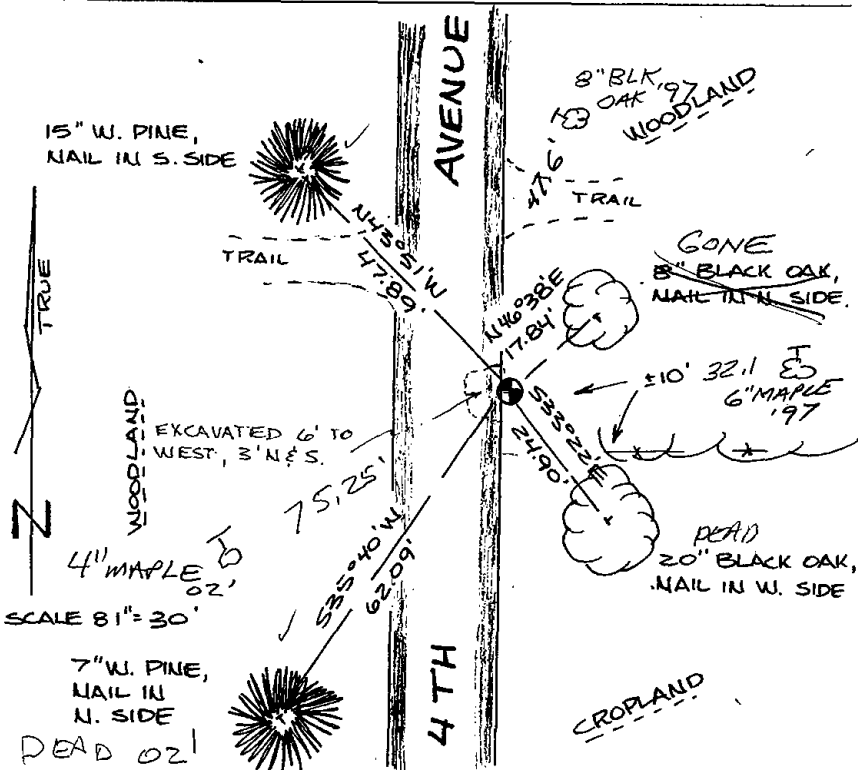 AVENUE
8" BLK
OAK '97
WOODLAND
47.6'
15" W. PINE,
NAIL IN S. SIDE
TRAIL
TRAIL
N43°51'W
47.89'
TRUE
GONE
8" BLACK OAK,
NAIL IN N. SIDE.
N46°38'E
17.84'
±10' 32.1
6" MAPLE
'97
S33°22'E
24.90'
WOODLAND
EXCAVATED 6' TO
WEST, 3' N & S.
75.25'
N
4" MAPLE
02'
S35°40'W
62.09'
DEAD
20" BLACK OAK,
NAIL IN W. SIDE
SCALE 81"=30'
7" W. PINE,
NAIL IN
N. SIDE
DEAD 02'
4TH
CROPLAND